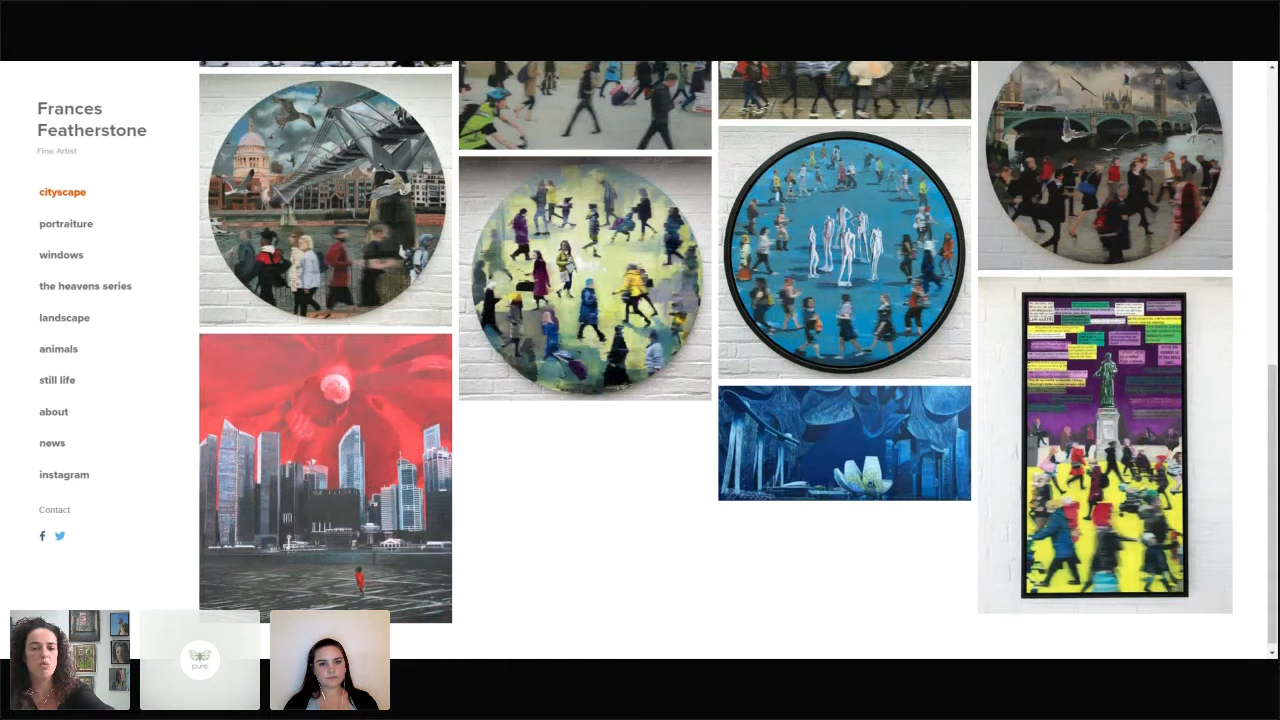 Frances
Featherstone
Fine Artist
cityscape
portraiture
windows
the heavens series
landscape
animals
still life
about
news
instagram
Contact
pure